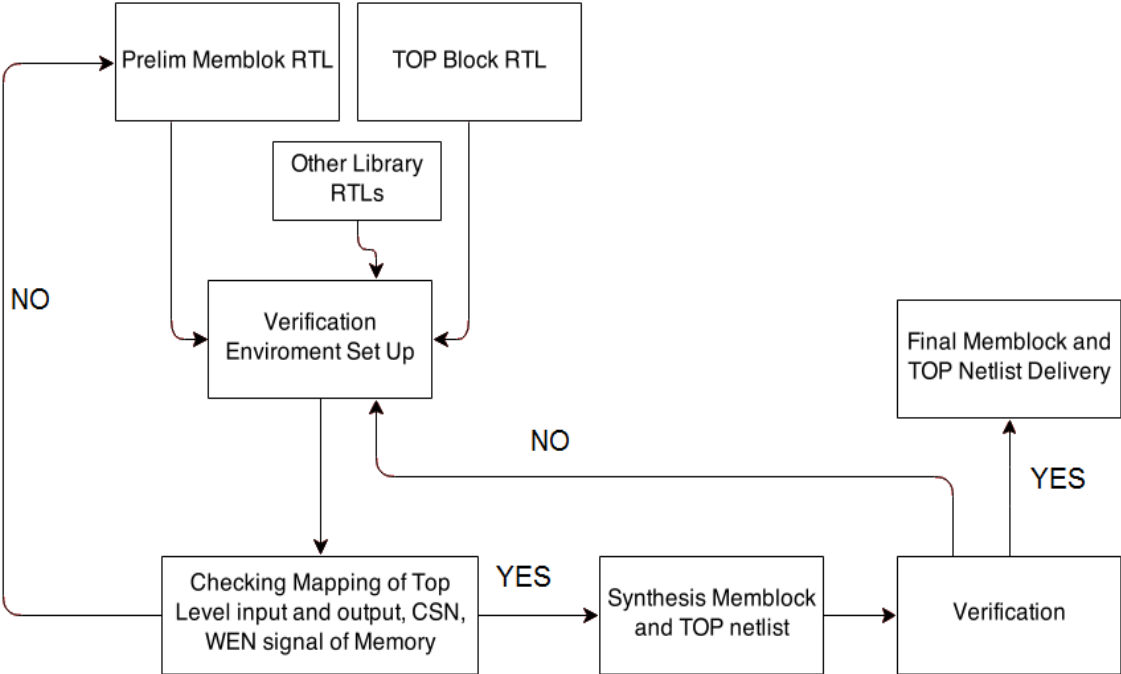 Prelim Memblok RTL
TOP Block RTL
Other Library
RTLs
NO
Verification
Enviroment Set Up
Final Memblock and
TOP Netlist Delivery
NO
YES
Checking Mapping of Top
Level input and output, CSN,
WEN signal of Memory
YES
Synthesis Memblock
and TOP netlist
Verification